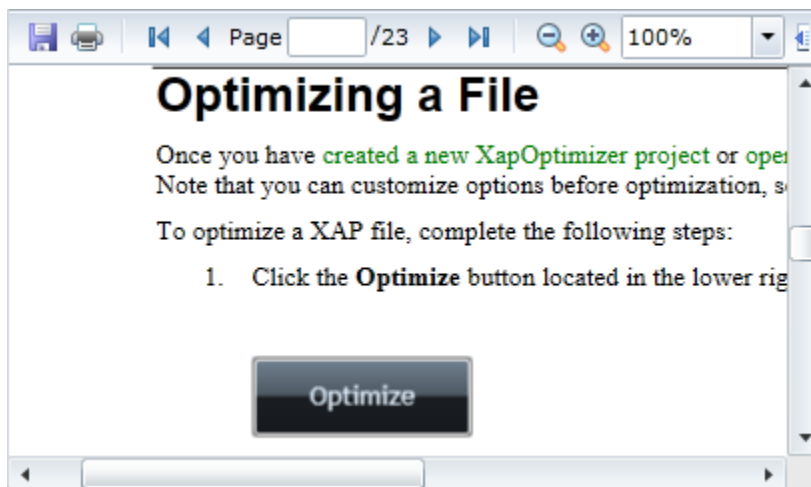 Page /23 100%
Optimizing a File
Once you have created a new XapOptimizer project or open
Note that you can customize options before optimization, s
To optimize a XAP file, complete the following steps:
1. Click the Optimize button located in the lower rig
Optimize